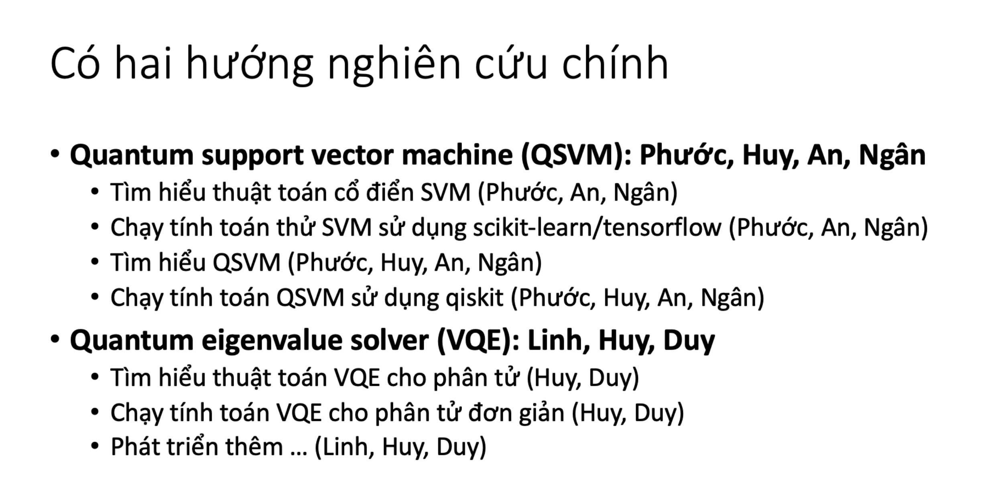 Có hai hướng nghiên cứu chính
• Quantum support vector machine (QSVM): Phước, Huy, An, Ngân
• Tìm hiểu thuật toán cổ điển SVM (Phước, An, Ngân)
• Chạy tính toán thử SVM sử dụng scikit-learn/tensorflow (Phước, An, Ngân)
• Tìm hiểu QSVM (Phước, Huy, An, Ngân)
• Chạy tính toán QSVM sử dụng qiskit (Phước, Huy, An, Ngân)
• Quantum eigenvalue solver (VQE): Linh, Huy, Duy
• Tìm hiểu thuật toán VQE cho phân tử (Huy, Duy)
• Chạy tính toán VQE cho phân tử đơn giản (Huy, Duy)
• Phát triển thêm ... (Linh, Huy, Duy)